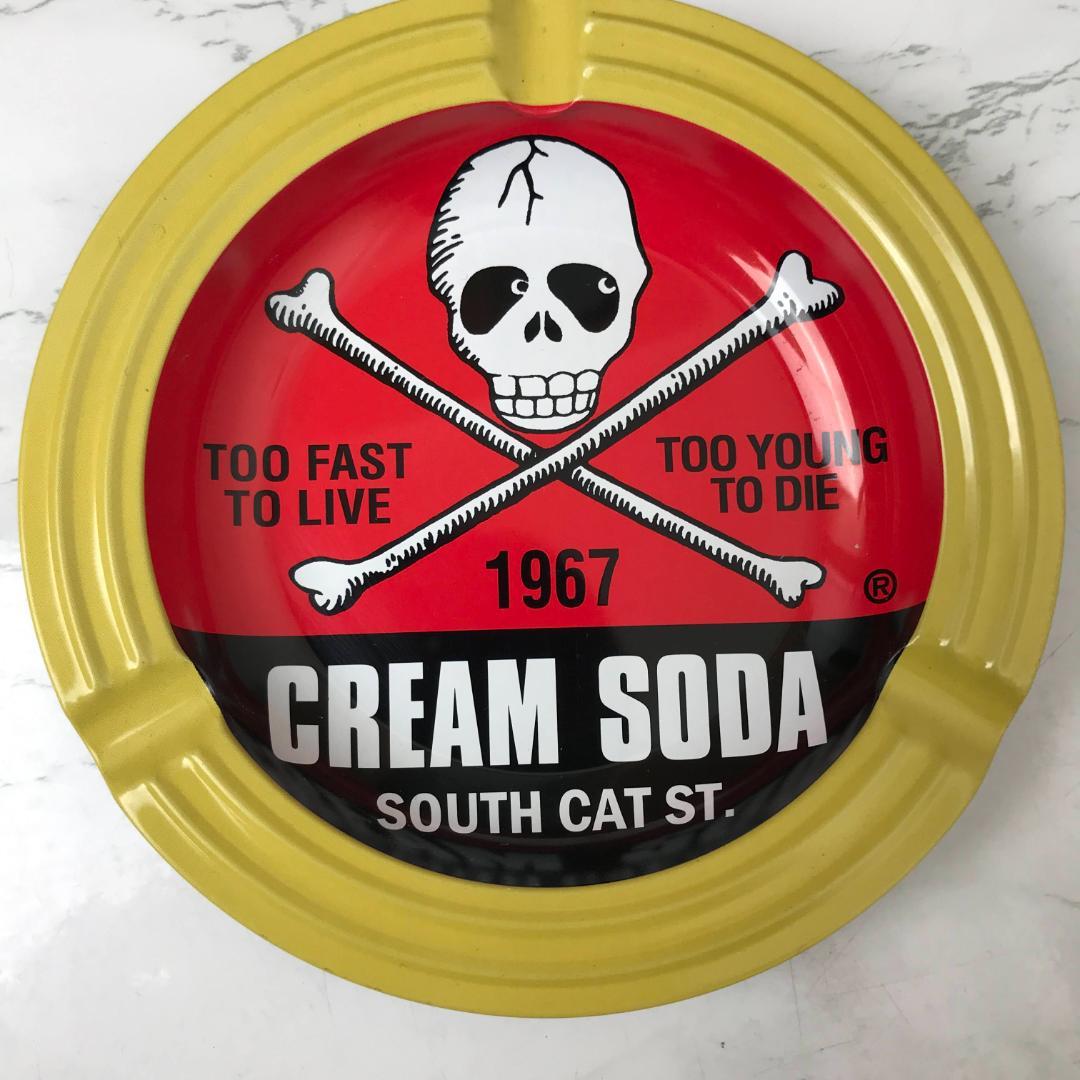 TOO FAST
TO LIVE
TOO YOUNG
TO DIE
1967
®
CREAM SODA
SOUTH CAT ST.